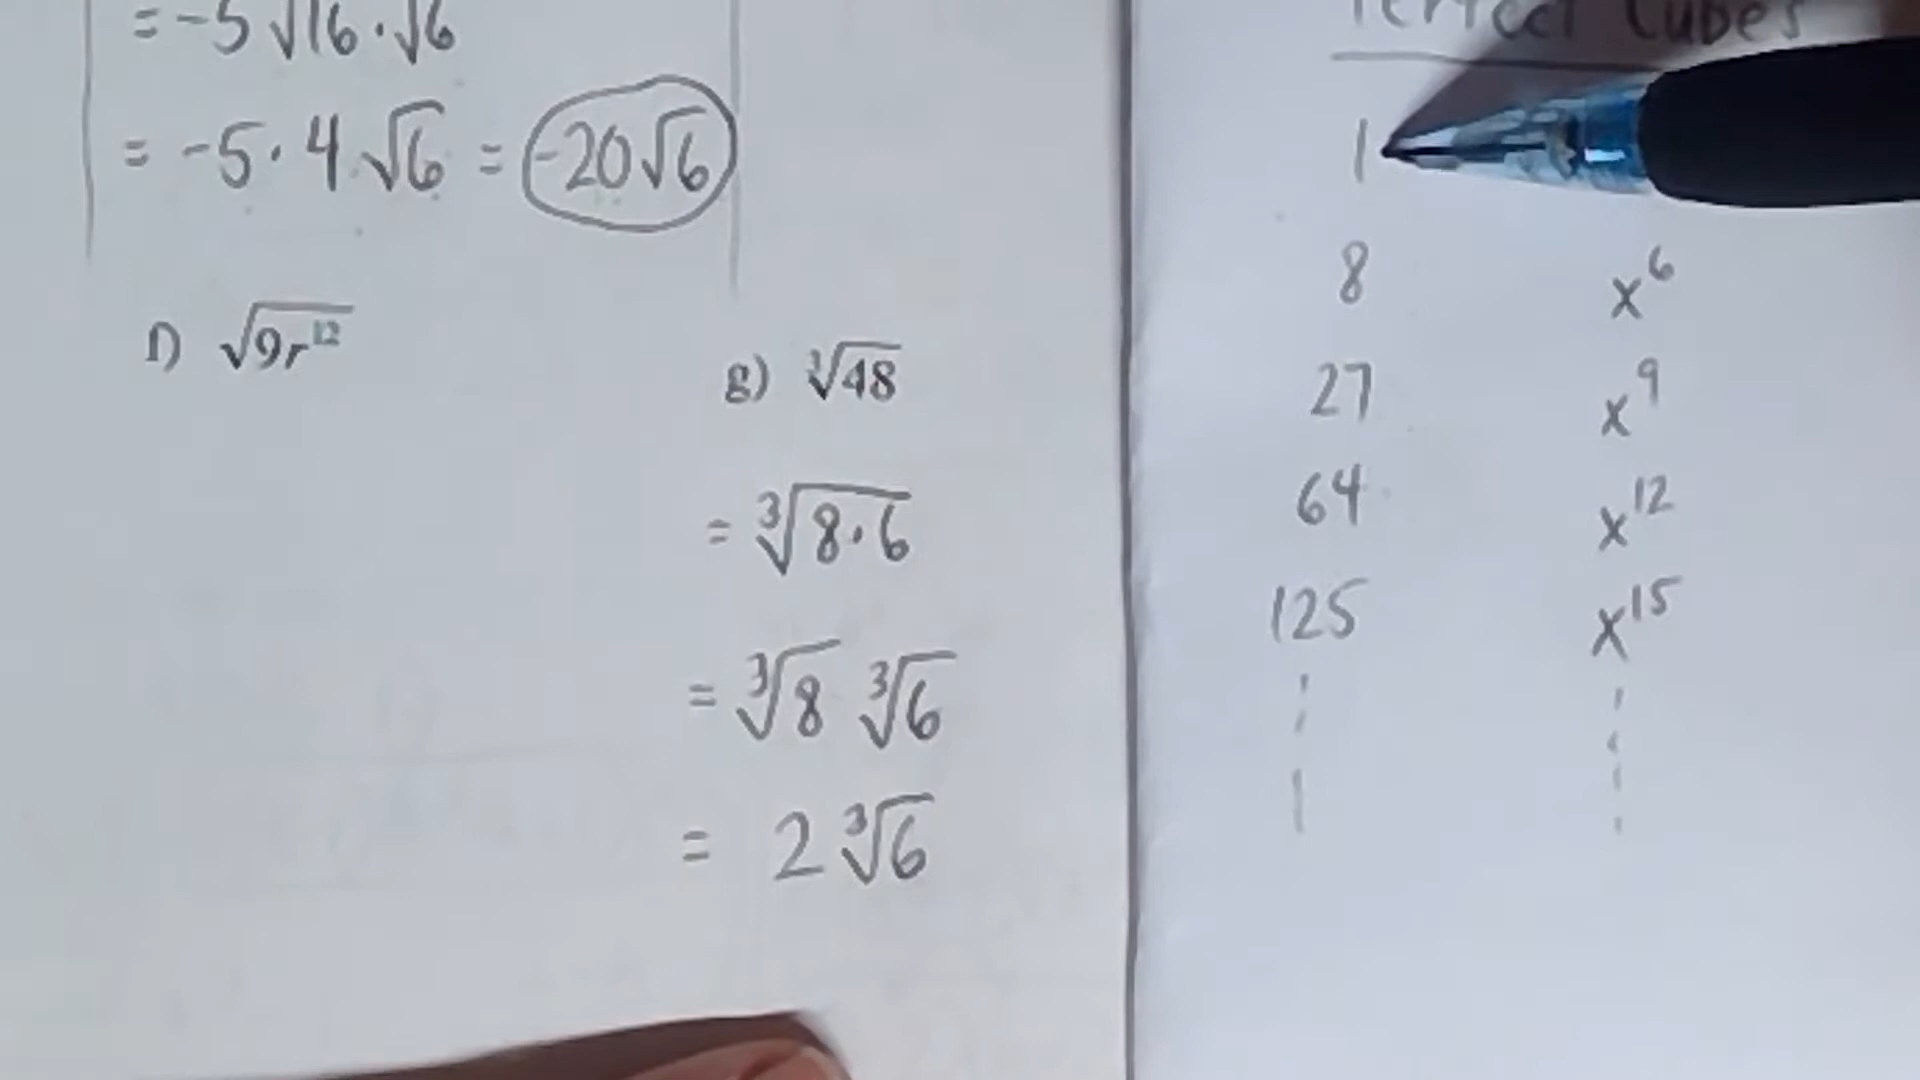 = -5 √16 · √6
= -5 · 4 √6 = -20√6
f) √9r¹²
g) ∛48
= ∛8·6
= ∛8 ∛6
= 2 ∛6
Perfect Cubes
1
8 x⁶
27 x⁹
64 x¹²
125 x¹⁵